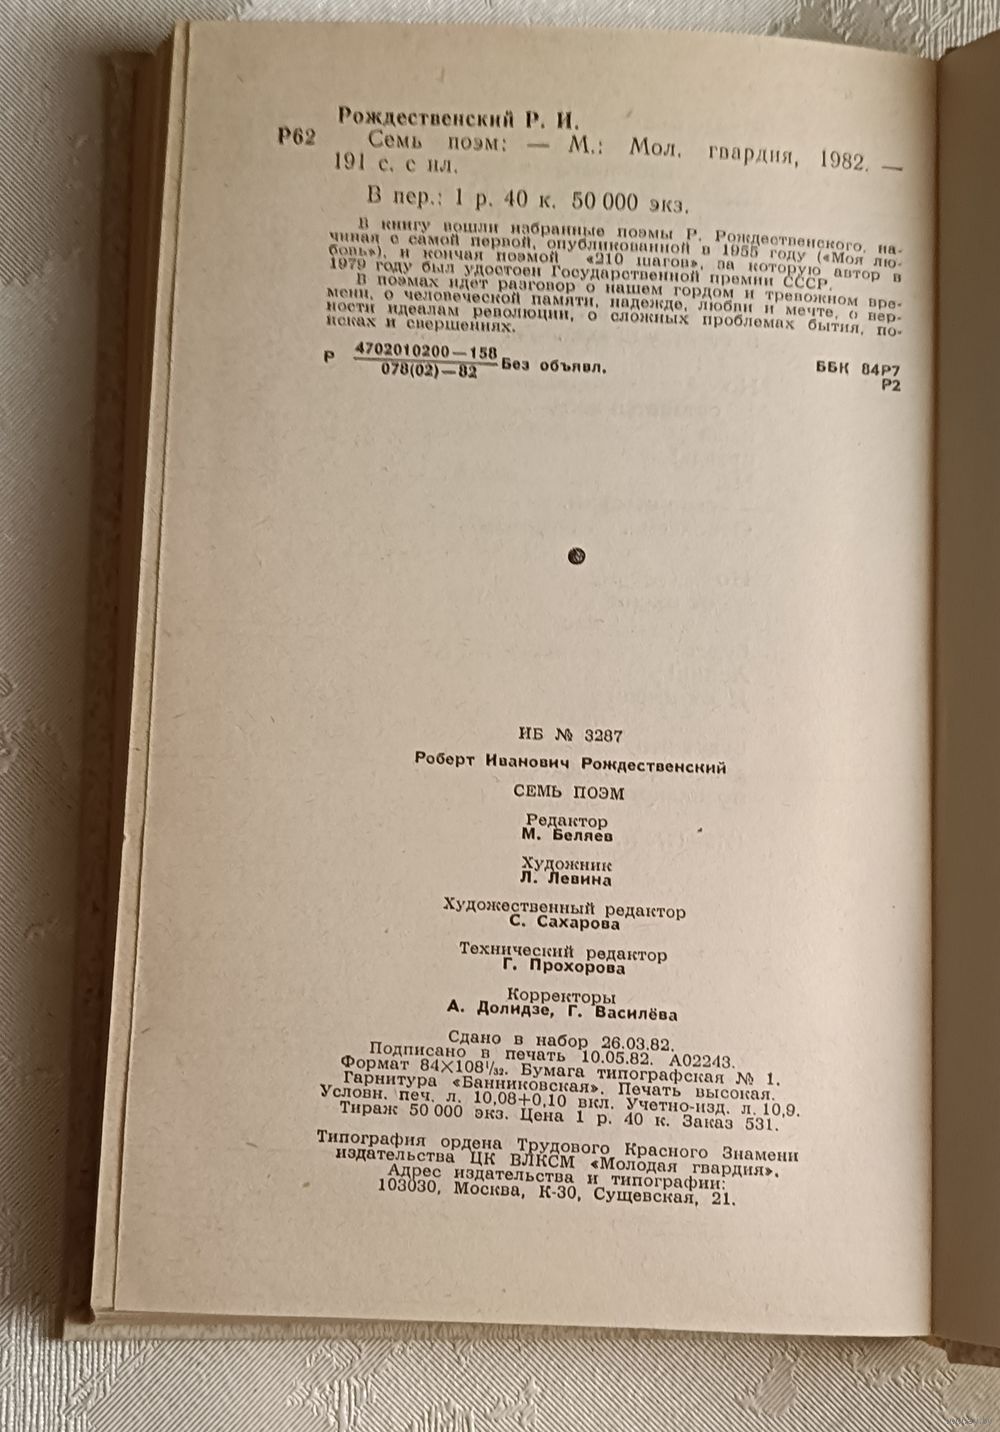 Рождественский Р. И.
Р62 Семь поэм: — М.: Мол. гвардия, 1982. —
191 с. с ил.
В пер.: 1 р. 40 к. 50 000 экз.
В книгу вошли избранные поэмы Р. Рождественского, на-
чиная с самой первой, опубликованной в 1955 году («Моя лю-
бовь»), и кончая поэмой «210 шагов», за которую автор в
1979 году был удостоен Государственной премии СССР.
В поэмах идет разговор о нашем гордом и тревожном вре-
мени, о человеческой памяти, надежде, любви и мечте, о вер-
ности идеалам революции, о сложных проблемах бытия, по-
исках и свершениях.
Р 4702010200—158 Без объявл. ББК 84Р7
078(02)—82 Р2
ИБ № 3287
Роберт Иванович Рождественский
СЕМЬ ПОЭМ
Редактор
М. Беляев
Художник
Л. Левина
Художественный редактор
С. Сахарова
Технический редактор
Г. Прохорова
Корректоры
А. Долидзе, Г. Василёва
Сдано в набор 26.03.82.
Подписано в печать 10.05.82. А02243.
Формат 84×108¹/₃₂. Бумага типографская № 1.
Гарнитура «Банниковская». Печать высокая.
Условн. печ. л. 10,08+0,10 вкл. Учетно-изд. л. 10,9.
Тираж 50 000 экз. Цена 1 р. 40 к. Заказ 531.
Типография ордена Трудового Красного Знамени
издательства ЦК ВЛКСМ «Молодая гвардия».
Адрес издательства и типографии:
103030, Москва, К-30, Сущевская, 21.